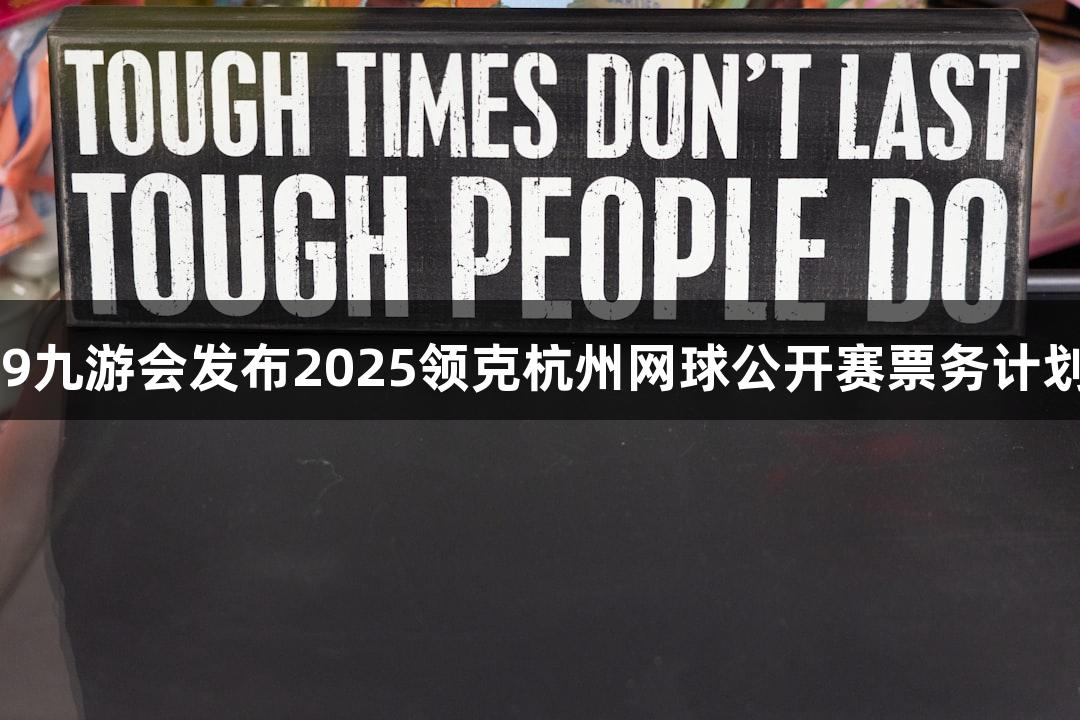 TOUGH TIMES DON'T LAST
TOUGH PEOPLE DO
9九游会发布2025领克杭州网球公开赛票务计划